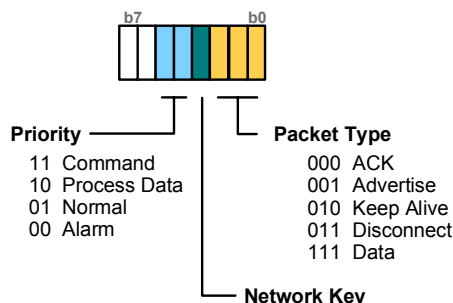 b7 b0
Priority
11 Command
10 Process Data
01 Normal
00 Alarm
Packet Type
000 ACK
001 Advertise
010 Keep Alive
011 Disconnect
111 Data
Network Key